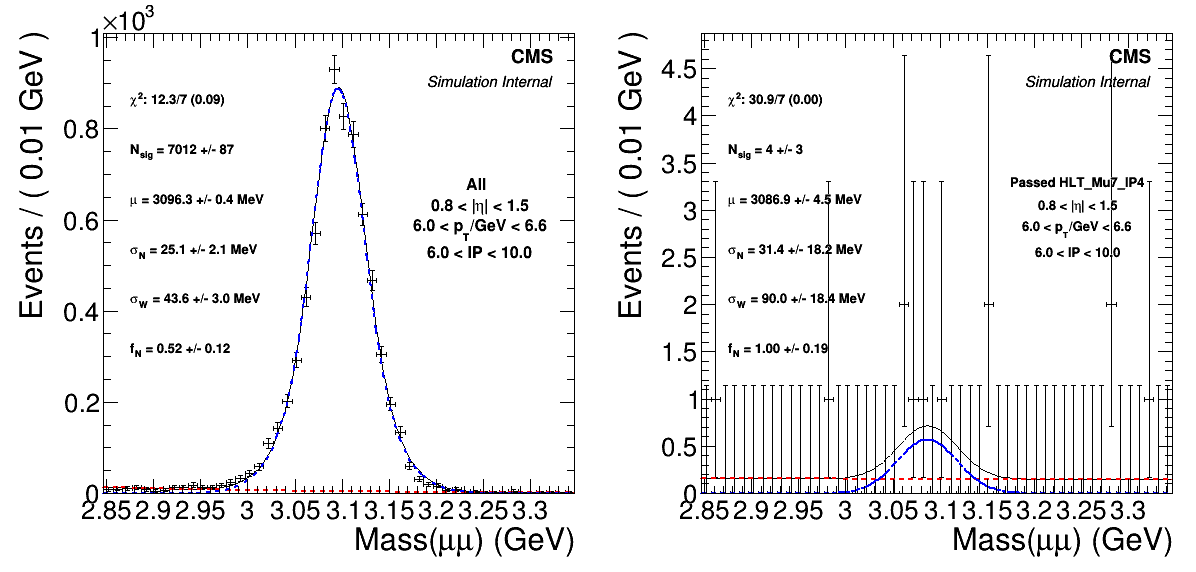 ×10³
1
0.8
0.6
0.4
0.2
0
Events / ( 0.01 GeV )
CMS
Simulation Internal
χ²: 12.3/7 (0.09)
N_sig = 7012 +/- 87
μ = 3096.3 +/- 0.4 MeV
σ_N = 25.1 +/- 2.1 MeV
σ_W = 43.6 +/- 3.0 MeV
f_N = 0.52 +/- 0.12
All
0.8 < |η| < 1.5
6.0 < p_T/GeV < 6.6
6.0 < IP < 10.0
2.85 2.9 2.95 3 3.05 3.1 3.15 3.2 3.25 3.3
Mass(μμ) (GeV)
4.5
4
3.5
3
2.5
2
1.5
1
0.5
0
Events / ( 0.01 GeV )
CMS
Simulation Internal
χ²: 30.9/7 (0.00)
N_sig = 4 +/- 3
μ = 3086.9 +/- 4.5 MeV
σ_N = 31.4 +/- 18.2 MeV
σ_W = 90.0 +/- 18.4 MeV
f_N = 1.00 +/- 0.19
Passed HLT_Mu7_IP4
0.8 < |η| < 1.5
6.0 < p_T/GeV < 6.6
6.0 < IP < 10.0
2.85 2.9 2.95 3 3.05 3.1 3.15 3.2 3.25 3.3
Mass(μμ) (GeV)